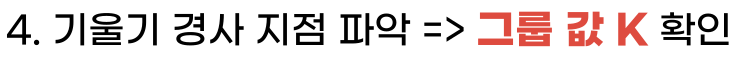 4. 기울기 경사 지점 파악 => 그룹 값 K 확인